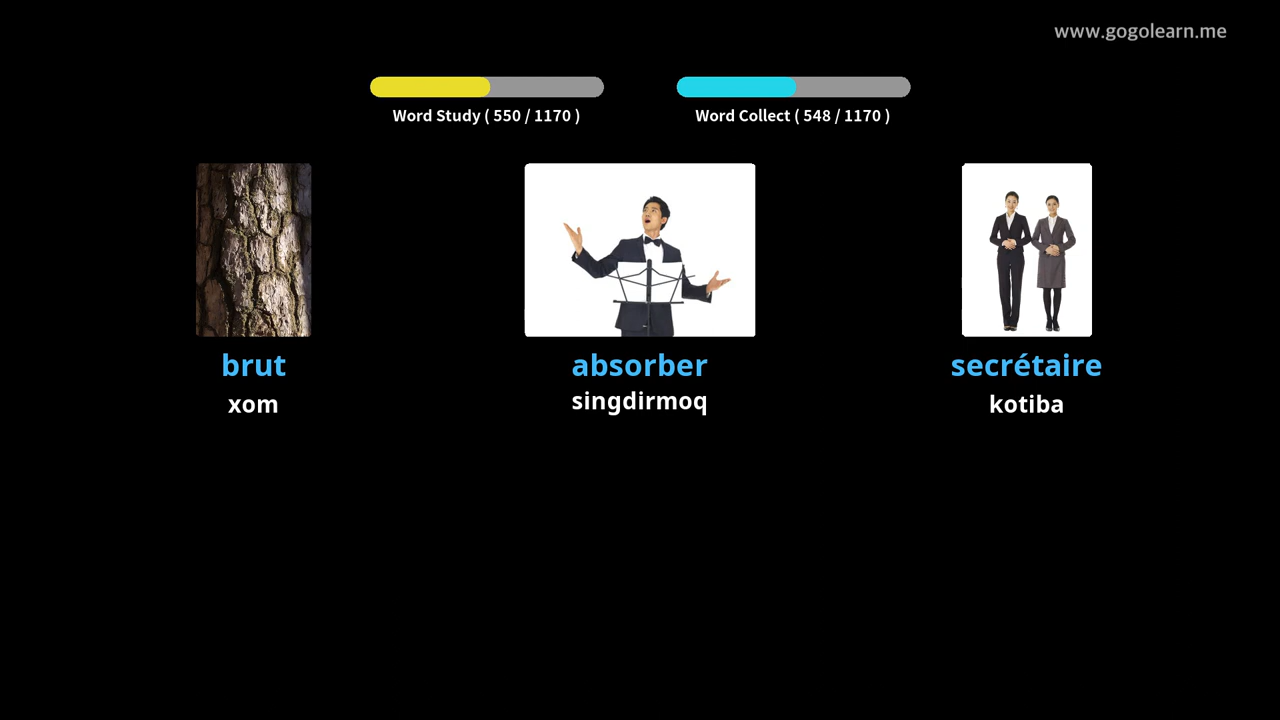 www.gogolearn.me
Word Study ( 550 / 1170 )
Word Collect ( 548 / 1170 )
brut
xom
absorber
singdirmoq
secrétaire
kotiba